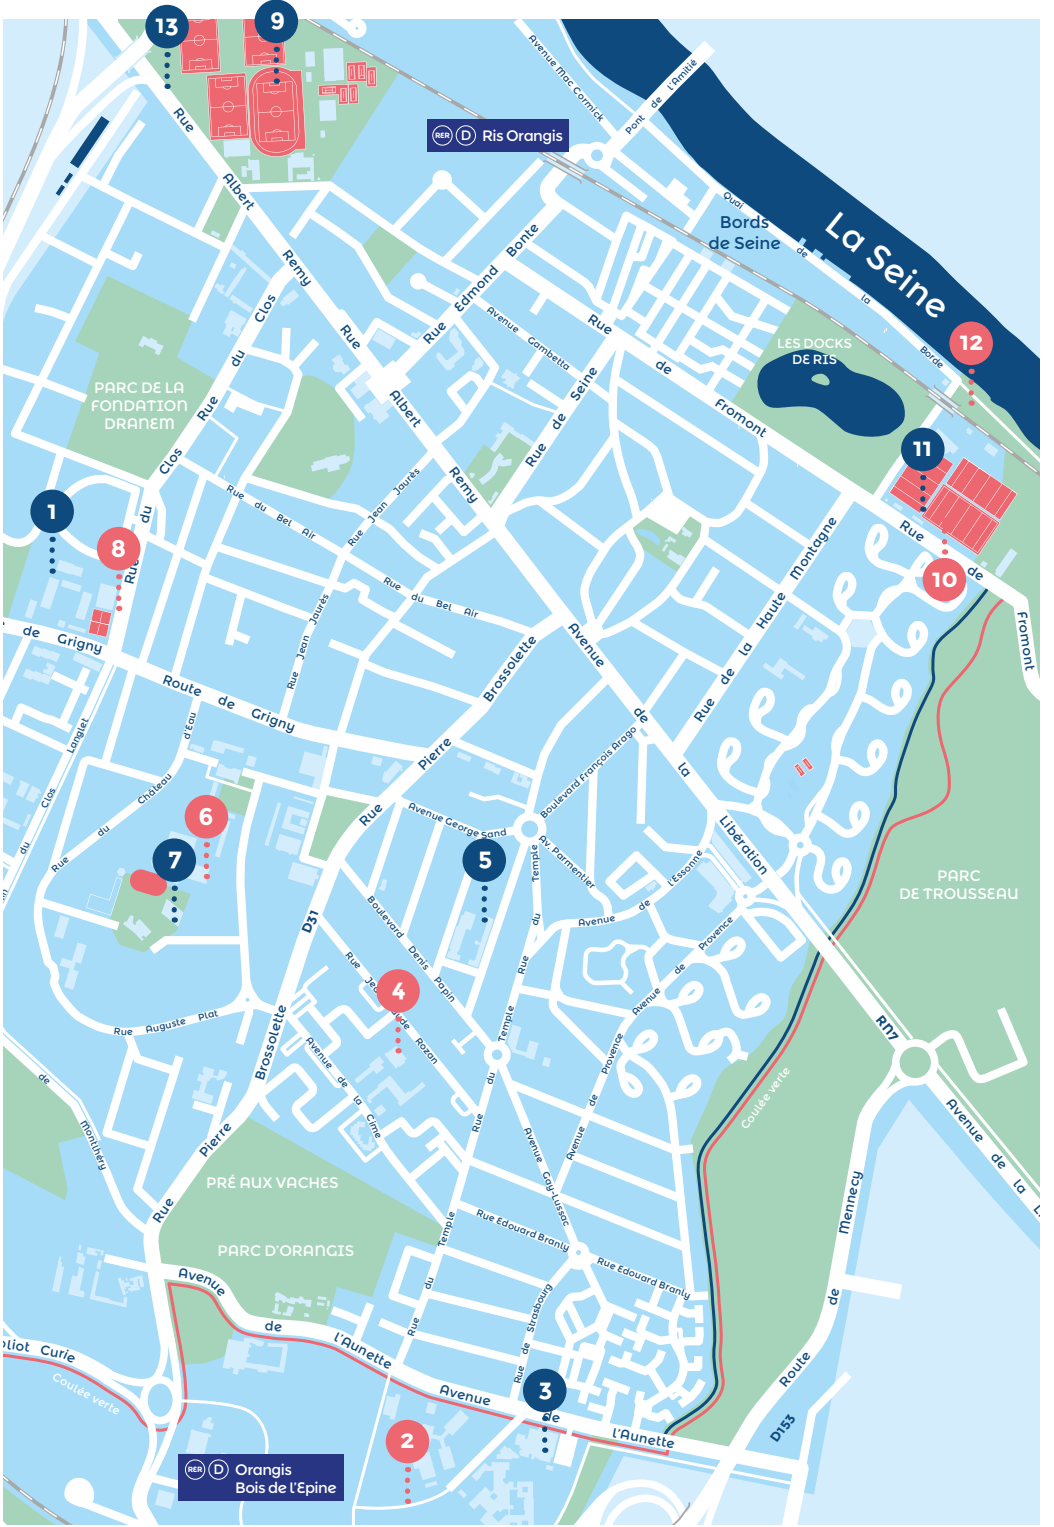 13
9
Avenue Mac Cormick
Pont de l'Amitié
RER D Ris Orangis
Rue Albert Remy
Quai de la Borde
Bords
de Seine
La Seine
Rue Edmond Bonte
Rue du Clos
Avenue Gambetta
Rue Albert Remy
Rue de Fromont
Rue de Seine
LES DOCKS
DE RIS
12
PARC DE LA
FONDATION
DRANEM
Clos
11
1
8
Rue du
Rue du Bel Air
Rue Jean Jaurès
Rue de Fromont
10
Rue du Bel Air
Rue Jean Jaurès
Rue de la Haute Montagne
de Grigny
Route de Grigny
Avenue de la Libération
Rue Pierre Brossolette
Langlet
Clos
du
Rue du Château d'Eau
Boulevard François Arago
Avenue George Sand
Av. Parmentier
6
7
5
Rue du Temple
Avenue de l'Essonne
PARC
DE TROUSSEAU
D31
Boulevard Denis Papin
Avenue de Provence
4
Rue Auguste Plat
Rue Je
ude Rozan
Avenue de la Cime
RN7
Rue Pierre Brossolette
Rue du Temple
Avenue de Provence
Coulée verte
Avenue de la L
de Montlhéry
Avenue Gay-Lussac
PRÉ AUX VACHES
PARC D'ORANGIS
Rue Edouard Branly
Rue Edouard Branly
Rue du Temple
Rue de Strasbourg
Route de Mennecy
Avenue de l'Aunette
oliot Curie
Coulée verte
Avenue de l'Aunette
3
2
D153
RER D Orangis
Bois de l'Epine